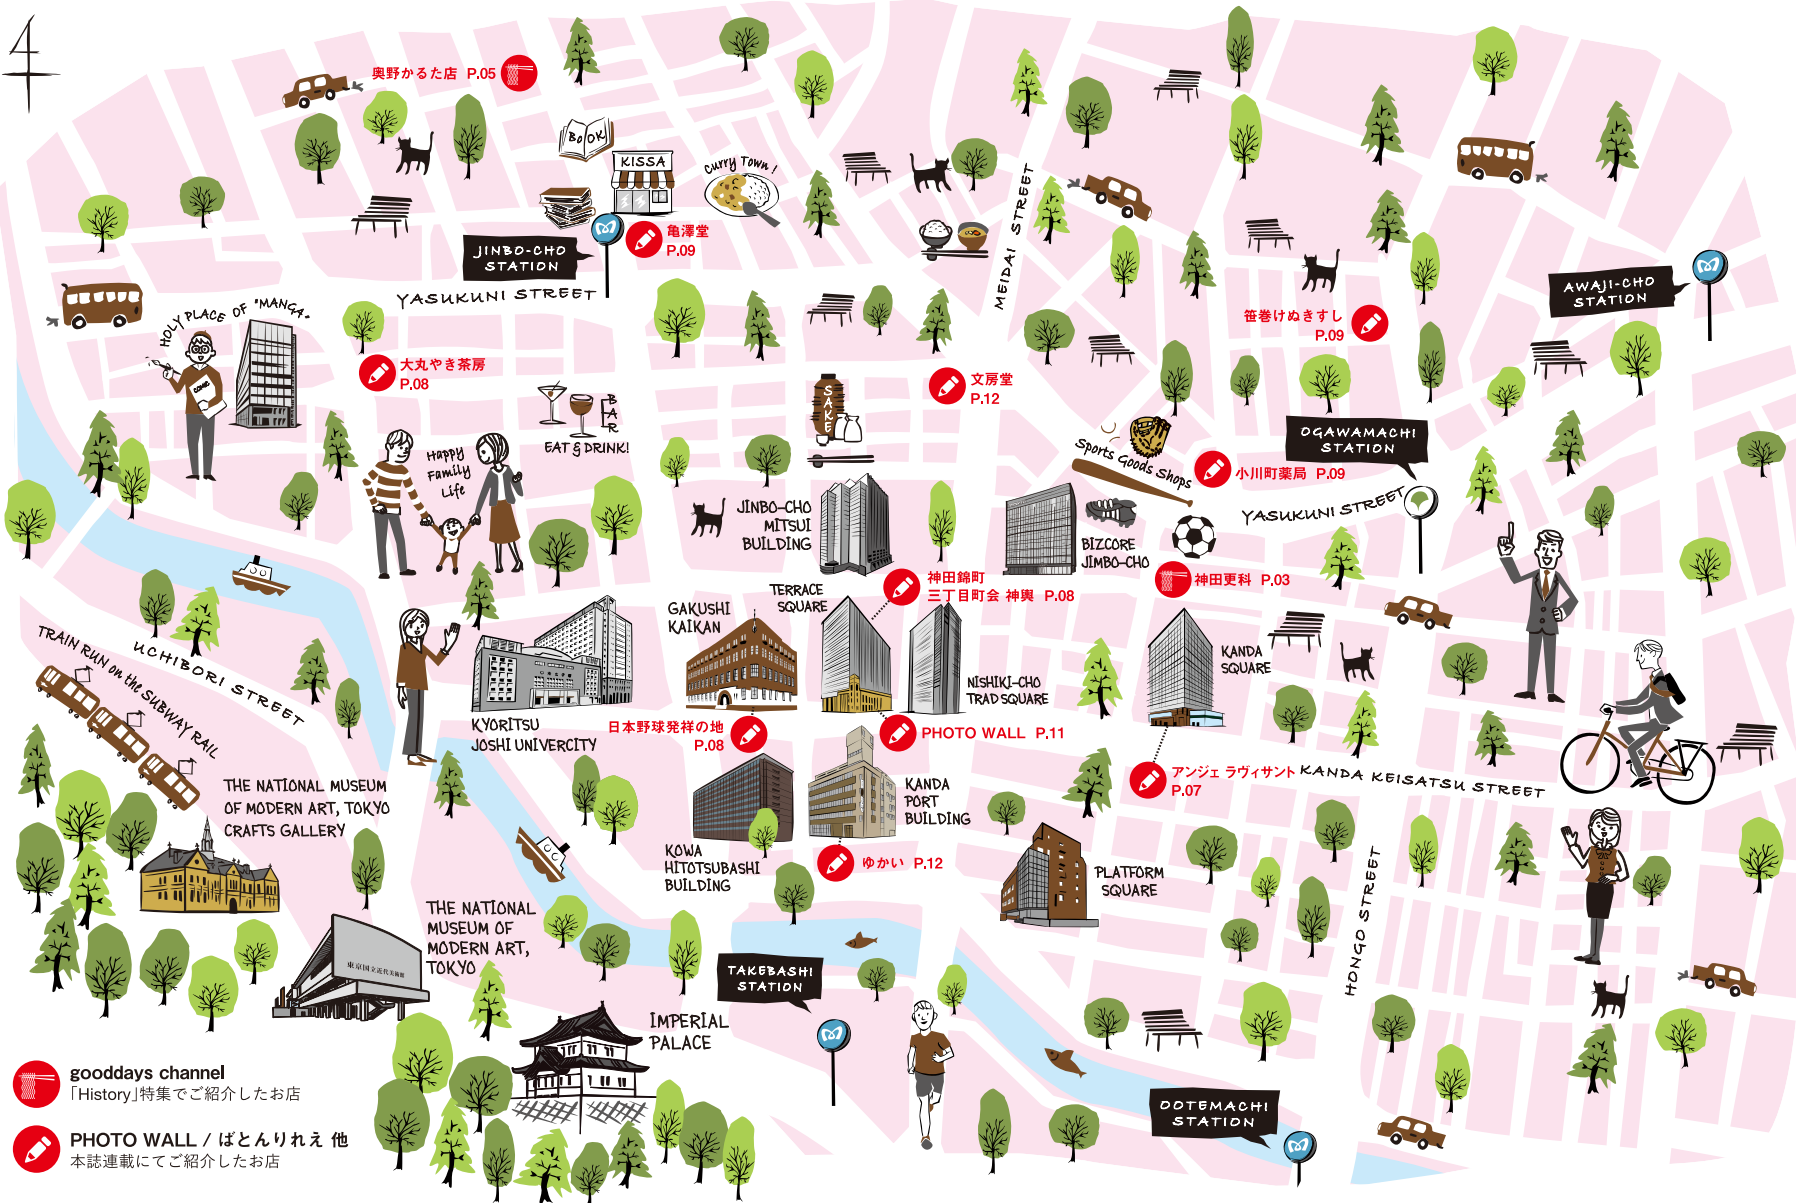 4
奥野かるた店 P.05
BOOK
KISSA
Curry Town!
亀澤堂
P.09
JINBO-CHO
STATION
YASUKUNI STREET
MEIDAI STREET
AWAJI-CHO
STATION
HOLY PLACE OF "MANGA"
COMIC
大丸やき茶房
P.08
笹巻けぬきすし
P.09
文房堂
P.12
SAKE
BAR
EAT & DRINK!
Happy
Family
Life
Sports Goods Shops
OGAWAMACHI
STATION
小川町薬局 P.09
YASUKUNI STREET
JINBO-CHO
MITSUI
BUILDING
BIZCORE
JIMBO-CHO
神田錦町
三丁目町会 神輿 P.08
神田更科 P.03
TERRACE
SQUARE
GAKUSHI
KAIKAN
KANDA
SQUARE
NISHIKI-CHO
TRAD SQUARE
UCHIBORI STREET
TRAIN RUN on the SUBWAY RAIL
KYORITSU
JOSHI UNIVERCITY
日本野球発祥の地
P.08
PHOTO WALL P.11
アンジェ ラヴィサント
P.07
KANDA KEISATSU STREET
THE NATIONAL MUSEUM
OF MODERN ART, TOKYO
CRAFTS GALLERY
KANDA
PORT
BUILDING
KOWA
HITOTSUBASHI
BUILDING
ゆかい P.12
PLATFORM
SQUARE
HONGO STREET
THE NATIONAL
MUSEUM OF
MODERN ART,
TOKYO
東京国立近代美術館
TAKEBASHI
STATION
IMPERIAL
PALACE
OOTEMACHI
STATION
gooddays channel
「History」特集でご紹介したお店
PHOTO WALL / ばとんりれえ 他
本誌連載にてご紹介したお店